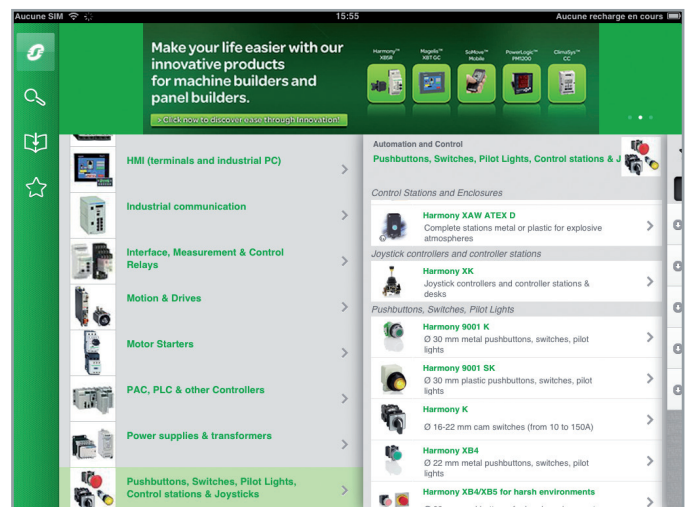 Aucune SIM
15:55
Aucune recharge en cours
Make your life easier with our
innovative products
for machine builders and
panel builders.
> Click now to discover ease through Innovation!
Harmony™
XB5R
Magelis™
XBT GC
SoMove™
Mobile
PowerLogic™
PM1200
ClimaSys™
CC
HMI (terminals and industrial PC)
Industrial communication
Interface, Measurement & Control
Relays
Motion & Drives
Motor Starters
PAC, PLC & other Controllers
Power supplies & transformers
Pushbuttons, Switches, Pilot Lights,
Control stations & Joysticks
Automation and Control
Pushbuttons, Switches, Pilot Lights, Control stations & J
Control Stations and Enclosures
Harmony XAW ATEX D
Complete stations metal or plastic for explosive
atmospheres
Joystick controllers and controller stations
Harmony XK
Joystick controllers and controller stations &
desks
Pushbuttons, Switches, Pilot Lights
Harmony 9001 K
Ø 30 mm metal pushbuttons, switches, pilot
lights
Harmony 9001 SK
Ø 30 mm plastic pushbuttons, switches, pilot
lights
Harmony K
Ø 16-22 mm cam switches (from 10 to 150A)
Harmony XB4
Ø 22 mm metal pushbuttons, switches, pilot
lights
Harmony XB4/XB5 for harsh environments